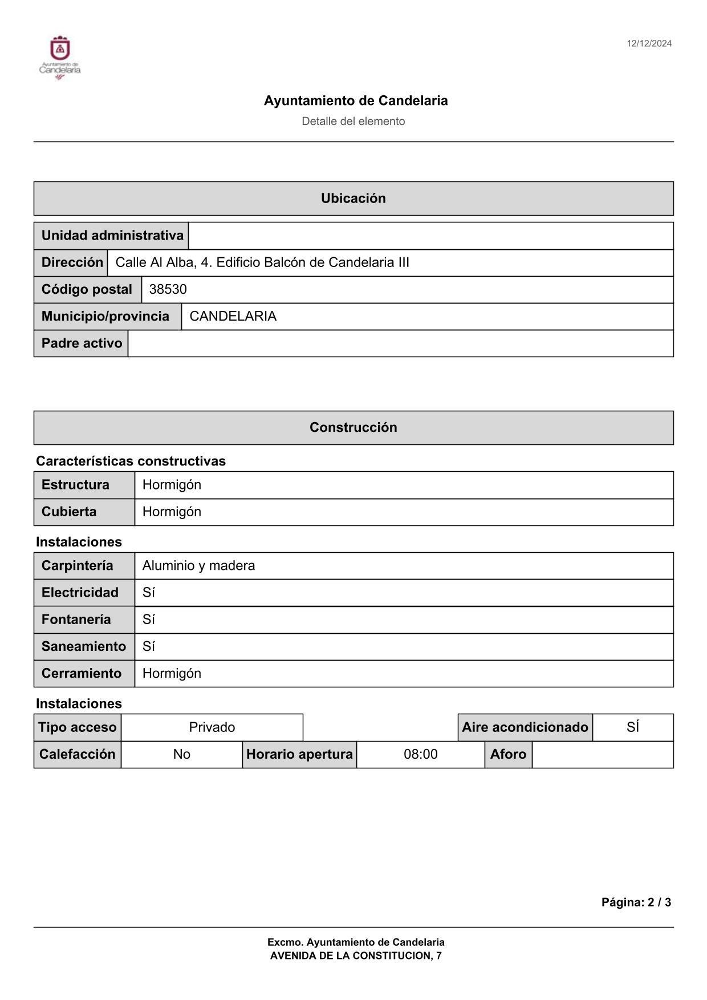 Ayuntamiento de
Candelaria
12/12/2024
Ayuntamiento de Candelaria
Detalle del elemento
Ubicación
Unidad administrativa
Dirección Calle Al Alba, 4. Edificio Balcón de Candelaria III
Código postal 38530
Municipio/provincia CANDELARIA
Padre activo
Construcción
Características constructivas
Estructura Hormigón
Cubierta Hormigón
Instalaciones
Carpintería Aluminio y madera
Electricidad Sí
Fontanería Sí
Saneamiento Sí
Cerramiento Hormigón
Instalaciones
Tipo acceso Privado Aire acondicionado SÍ
Calefacción No Horario apertura 08:00 Aforo
Página: 2 / 3
Excmo. Ayuntamiento de Candelaria
AVENIDA DE LA CONSTITUCION, 7